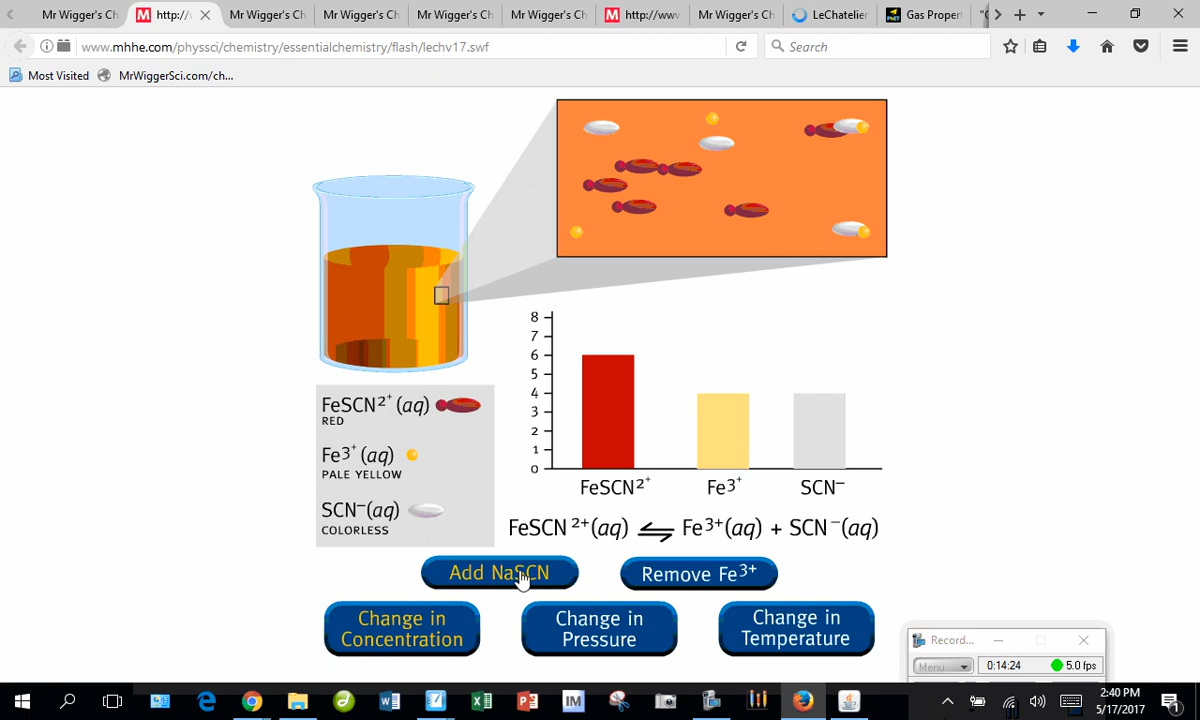 Mr Wigger's Ch
http://v
Mr Wigger's Ch
Mr Wigger's Ch
Mr Wigger's Ch
Mr Wigger's Ch
http://www
Mr Wigger's Ch
LeChatelier
Gas Propert
www.mhhe.com/physsci/chemistry/essentialchemistry/flash/lechv17.swf
Search
Most Visited
MrWiggerSci.com/ch...
FeSCN²⁺(aq)
RED
Fe³⁺(aq)
PALE YELLOW
SCN⁻(aq)
COLORLESS
8
7
6
5
4
3
2
1
0
FeSCN²⁺ Fe³⁺ SCN⁻
FeSCN²⁺(aq) ⇌ Fe³⁺(aq) + SCN⁻(aq)
Add NaSCN
Remove Fe³⁺
Change in
Concentration
Change in
Pressure
Change in
Temperature
Record...
Menu
0:14:24
5.0 fps
2:40 PM
5/17/2017